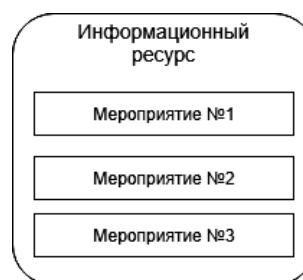 Информационный
ресурс
Мероприятие №1
Мероприятие №2
Мероприятие №3